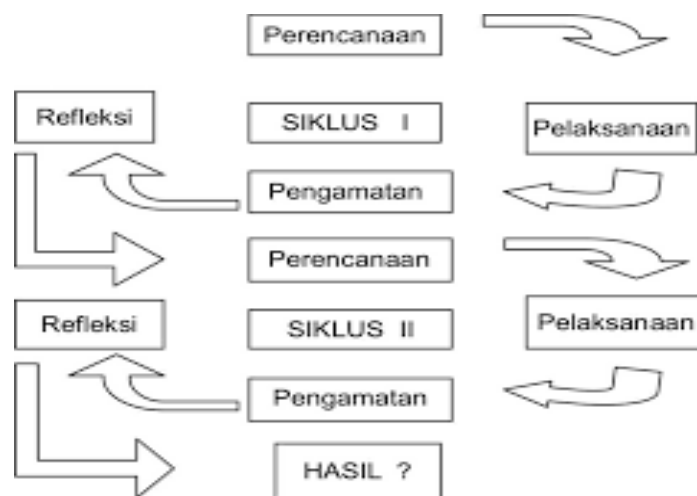 Perencanaan
Refleksi
SIKLUS I
Pelaksanaan
Pengamatan
Perencanaan
Refleksi
SIKLUS II
Pelaksanaan
Pengamatan
HASIL ?